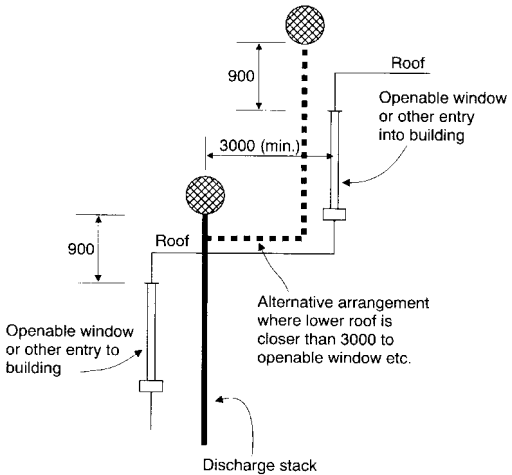 900
Roof
Openable window
or other entry
into building
3000 (min.)
900
Roof
Openable window
or other entry to
building
Alternative arrangement
where lower roof is
closer than 3000 to
openable window etc.
Discharge stack